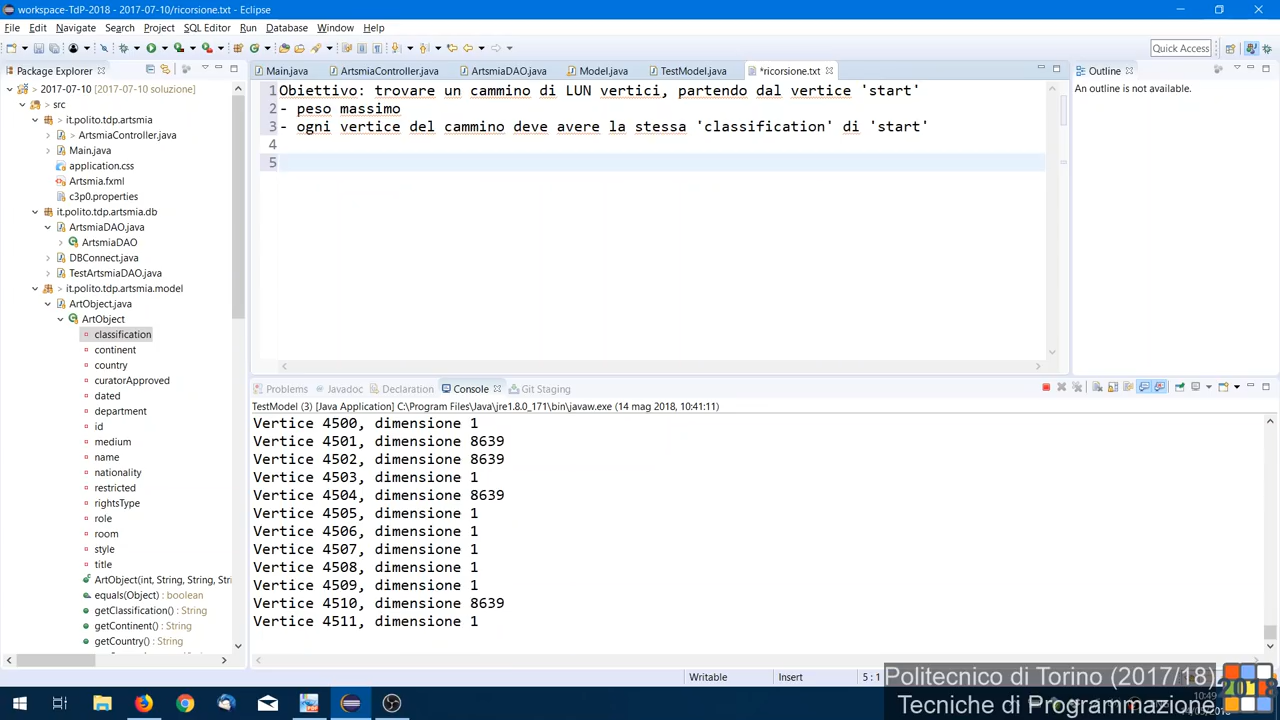 workspace-TdP-2018 - 2017-07-10/ricorsione.txt - Eclipse
File Edit Navigate Search Project SQL Editor Run Database Window Help
Quick Access
Package Explorer
Main.java ArtsmiaController.java ArtsmiaDAO.java Model.java TestModel.java *ricorsione.txt
Outline
An outline is not available.
> 2017-07-10 [2017-07-10 soluzione]
> src
> it.polito.tdp.artsmia
> ArtsmiaController.java
> Main.java
application.css
Artsmia.fxml
c3p0.properties
it.polito.tdp.artsmia.db
ArtsmiaDAO.java
ArtsmiaDAO
DBConnect.java
TestArtsmiaDAO.java
> it.polito.tdp.artsmia.model
ArtObject.java
ArtObject
classification
continent
country
curatorApproved
dated
department
id
medium
name
nationality
restricted
rightsType
role
room
style
title
ArtObject(int, String, String, Stri
equals(Object) : boolean
getClassification() : String
getContinent() : String
getCountry() : String
1 Obiettivo: trovare un cammino di LUN vertici, partendo dal vertice 'start'
2 - peso massimo
3 - ogni vertice del cammino deve avere la stessa 'classification' di 'start'
4
5
Problems Javadoc Declaration Console Git Staging
TestModel (3) [Java Application] C:\Program Files\Java\jre1.8.0_171\bin\javaw.exe (14 mag 2018, 10:41:11)
Vertice 4500, dimensione 1
Vertice 4501, dimensione 8639
Vertice 4502, dimensione 8639
Vertice 4503, dimensione 1
Vertice 4504, dimensione 8639
Vertice 4505, dimensione 1
Vertice 4506, dimensione 1
Vertice 4507, dimensione 1
Vertice 4508, dimensione 1
Vertice 4509, dimensione 1
Vertice 4510, dimensione 8639
Vertice 4511, dimensione 1
Writable Insert 5 : 1
Politecnico di Torino (2017/18)
Tecniche di Programmazione
2018
10:49